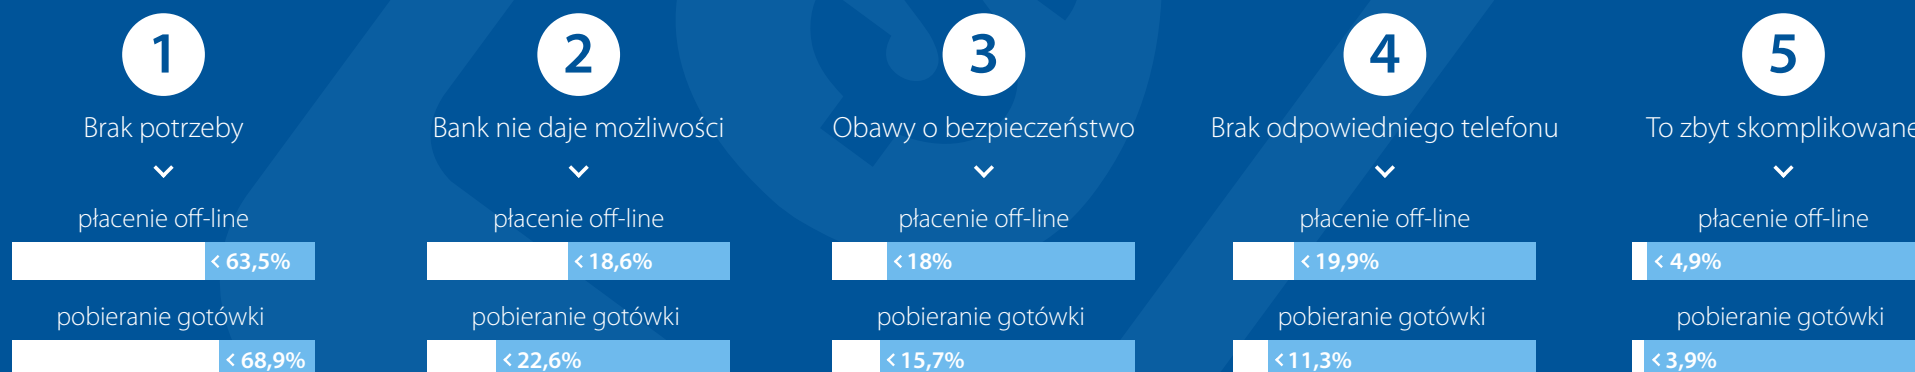 1
Brak potrzeby
płacenie off-line
< 63,5%
pobieranie gotówki
< 68,9%
2
Bank nie daje możliwości
płacenie off-line
< 18,6%
pobieranie gotówki
< 22,6%
3
Obawy o bezpieczeństwo
płacenie off-line
< 18%
pobieranie gotówki
< 15,7%
4
Brak odpowiedniego telefonu
płacenie off-line
< 19,9%
pobieranie gotówki
< 11,3%
5
To zbyt skomplikowane
płacenie off-line
< 4,9%
pobieranie gotówki
< 3,9%